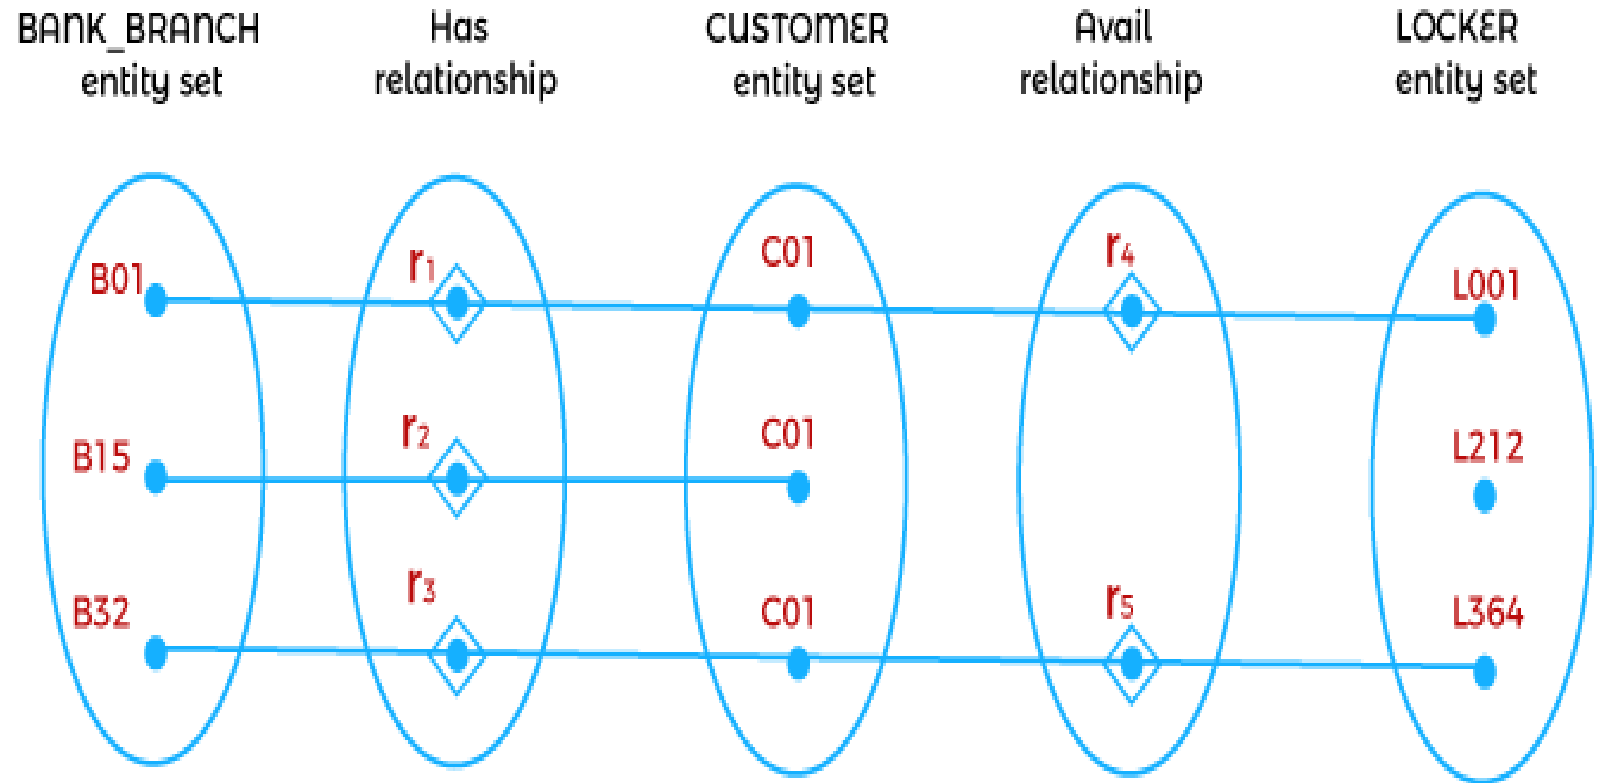 BANK_BRANCH
entity set
Has
relationship
CUSTOMER
entity set
Avail
relationship
LOCKER
entity set
B01
r1
C01
r4
L001
B15
r2
C01
L212
B32
r3
C01
r5
L364